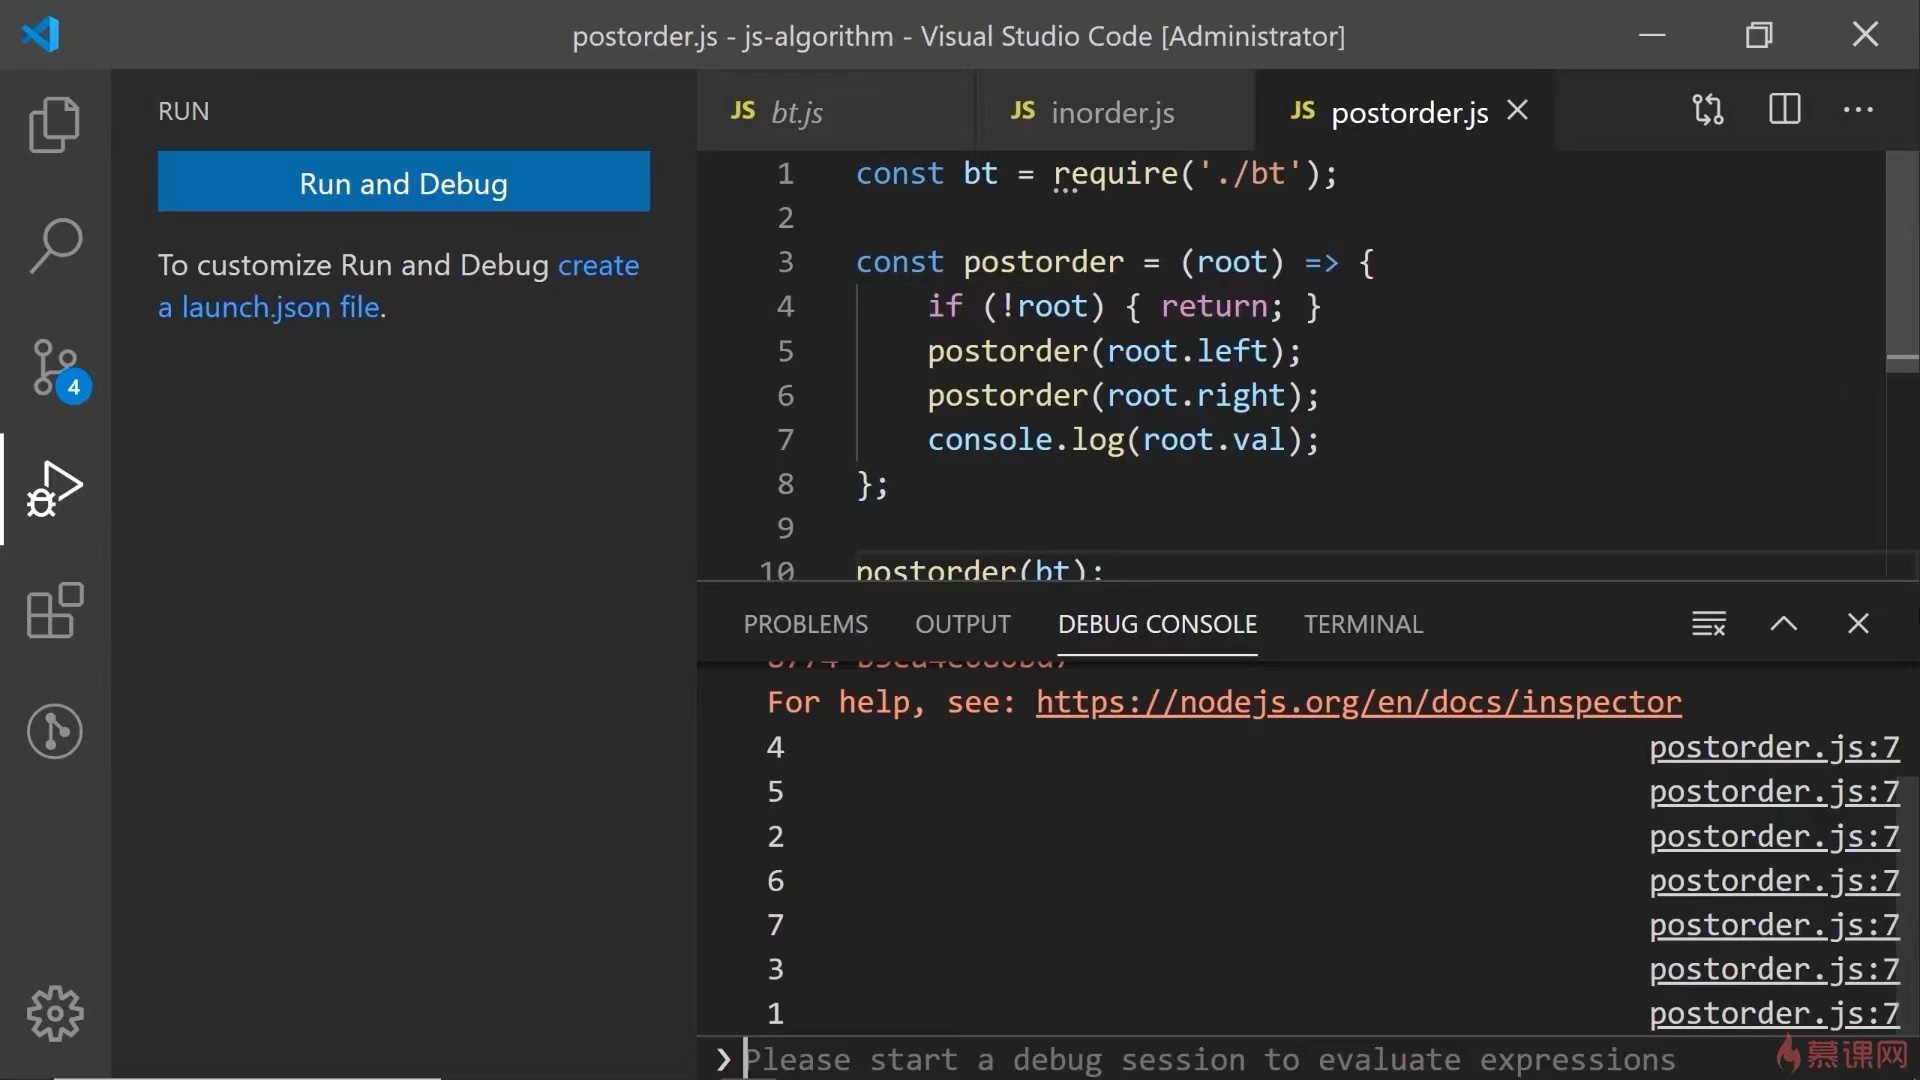 postorder.js - js-algorithm - Visual Studio Code [Administrator]
RUN
Run and Debug
To customize Run and Debug create
a launch.json file.
4
JS bt.js
JS inorder.js
JS postorder.js
1 const bt = require('./bt');
2
3 const postorder = (root) => {
4 if (!root) { return; }
5 postorder(root.left);
6 postorder(root.right);
7 console.log(root.val);
8 };
9
10 postorder(bt);
PROBLEMS OUTPUT DEBUG CONSOLE TERMINAL
For help, see: https://nodejs.org/en/docs/inspector
4 postorder.js:7
5 postorder.js:7
2 postorder.js:7
6 postorder.js:7
7 postorder.js:7
3 postorder.js:7
1 postorder.js:7
Please start a debug session to evaluate expressions
慕课网